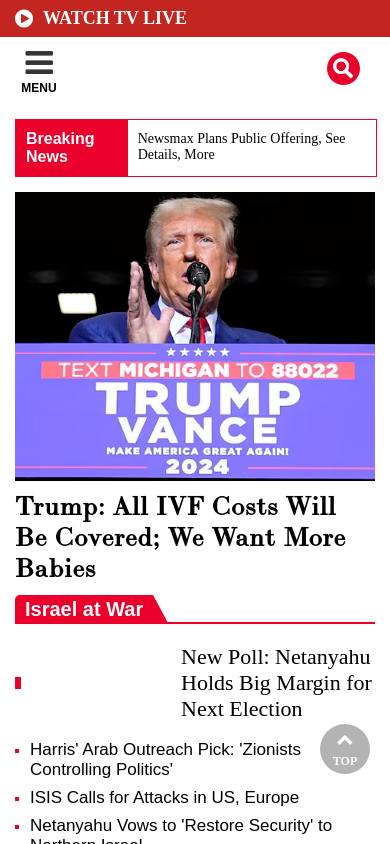 WATCH TV LIVE
MENU
Breaking
News
Newsmax Plans Public Offering, See
Details, More
TEXT MICHIGAN TO 88022
TRUMP
VANCE
MAKE AMERICA GREAT AGAIN!
2024
Trump: All IVF Costs Will
Be Covered; We Want More
Babies
Israel at War
New Poll: Netanyahu
Holds Big Margin for
Next Election
Harris' Arab Outreach Pick: 'Zionists
Controlling Politics'
TOP
ISIS Calls for Attacks in US, Europe
Netanyahu Vows to 'Restore Security' to
Northern Israel